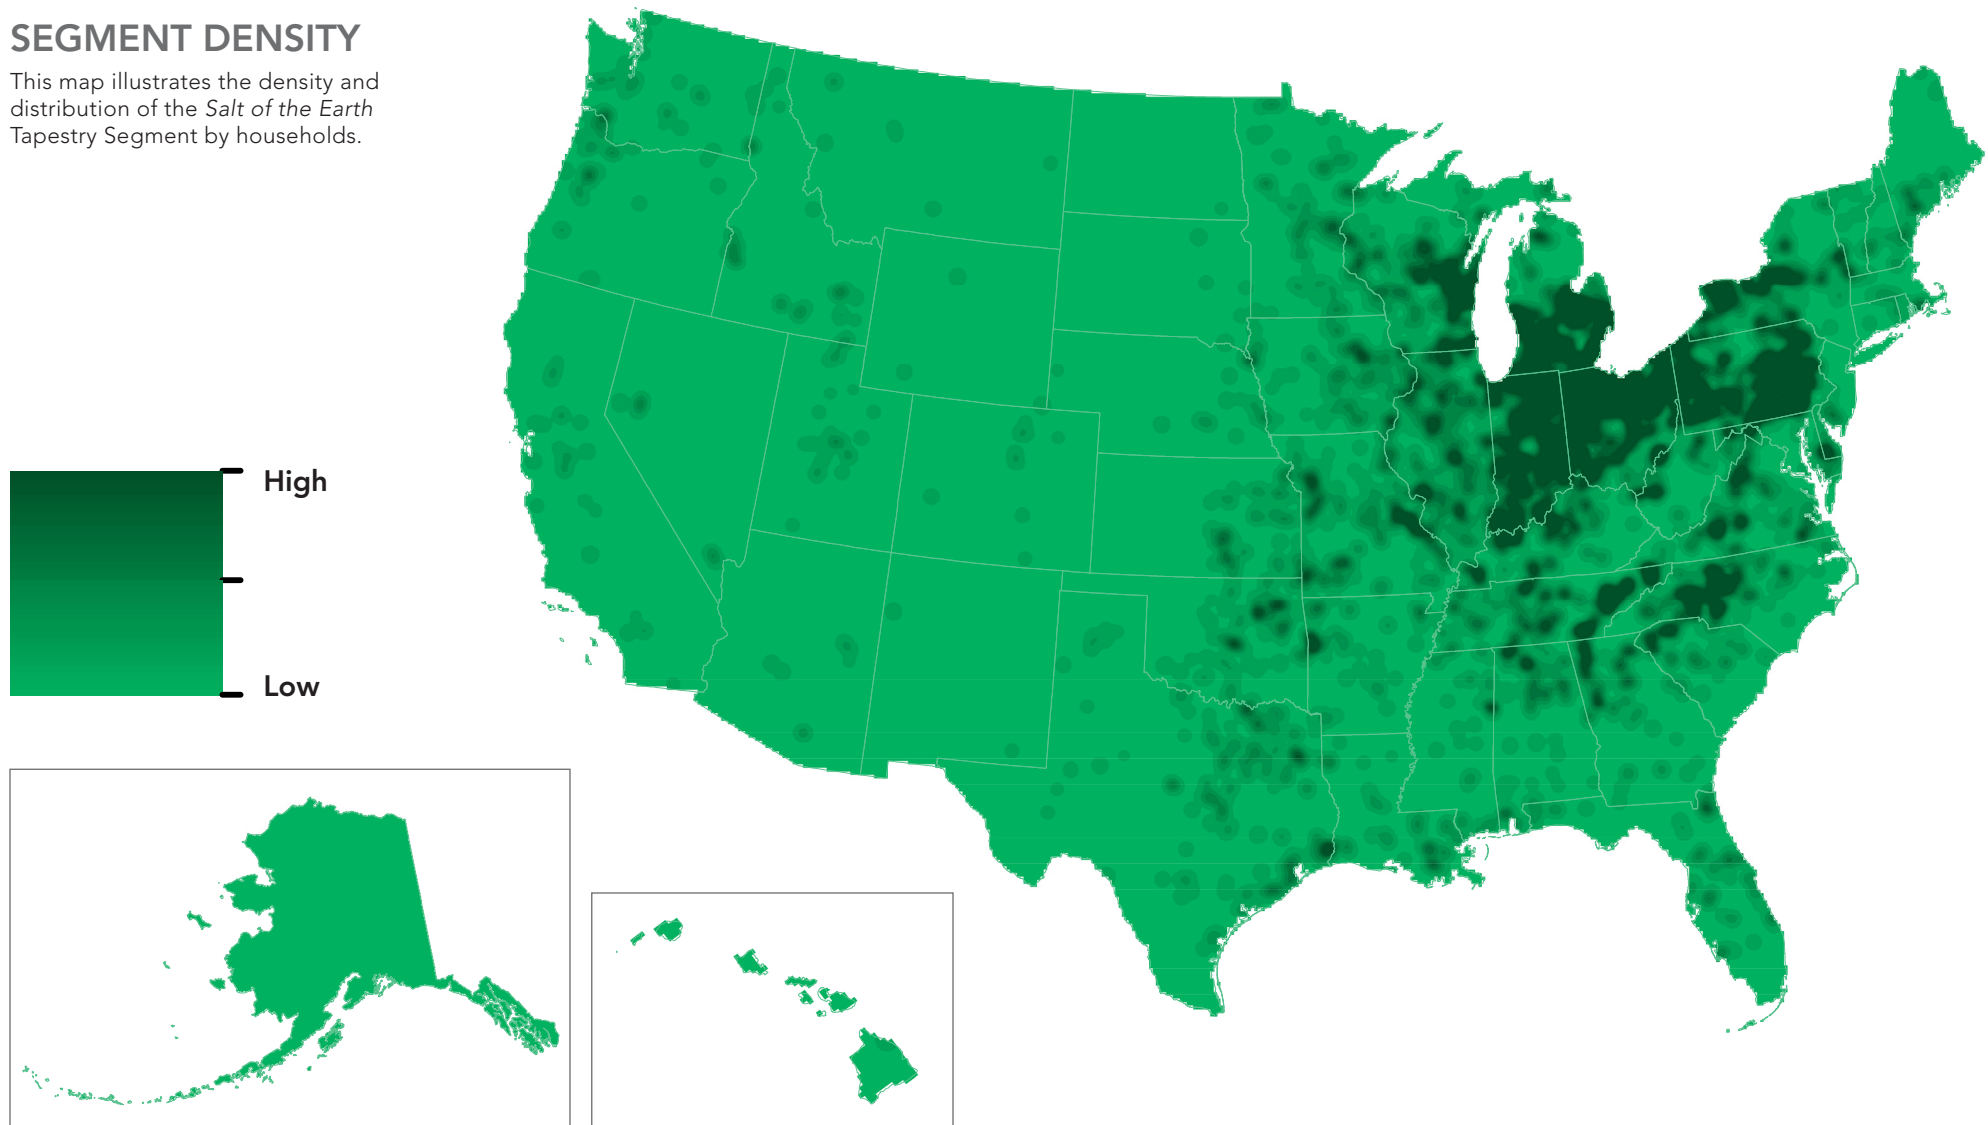 SEGMENT DENSITY
This map illustrates the density and
distribution of the Salt of the Earth
Tapestry Segment by households.
High
Low